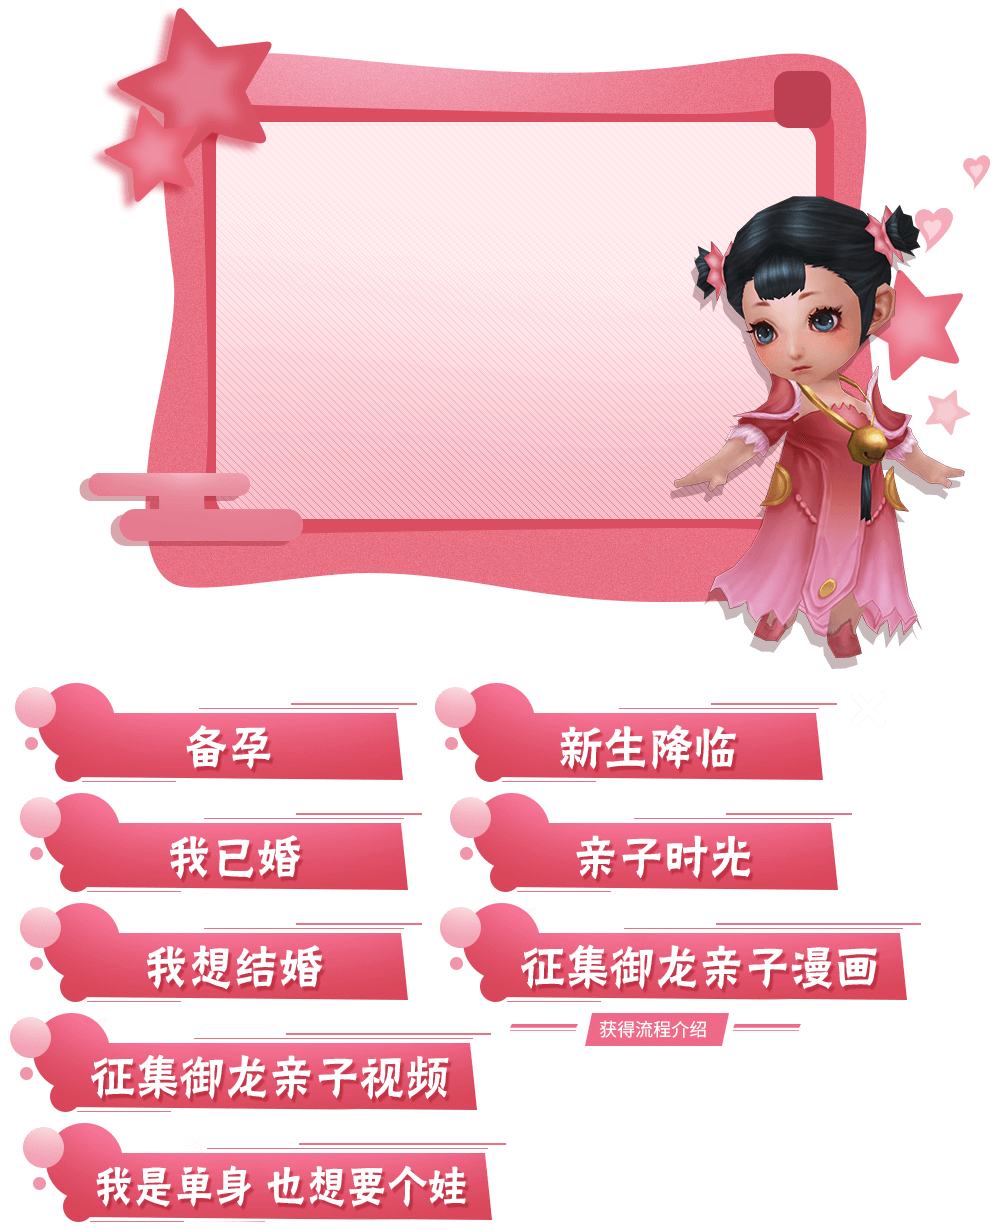 备孕
新生降临
我已婚
亲子时光
我想结婚
征集御龙亲子漫画
获得流程介绍
征集御龙亲子视频
我是单身 也想要个娃